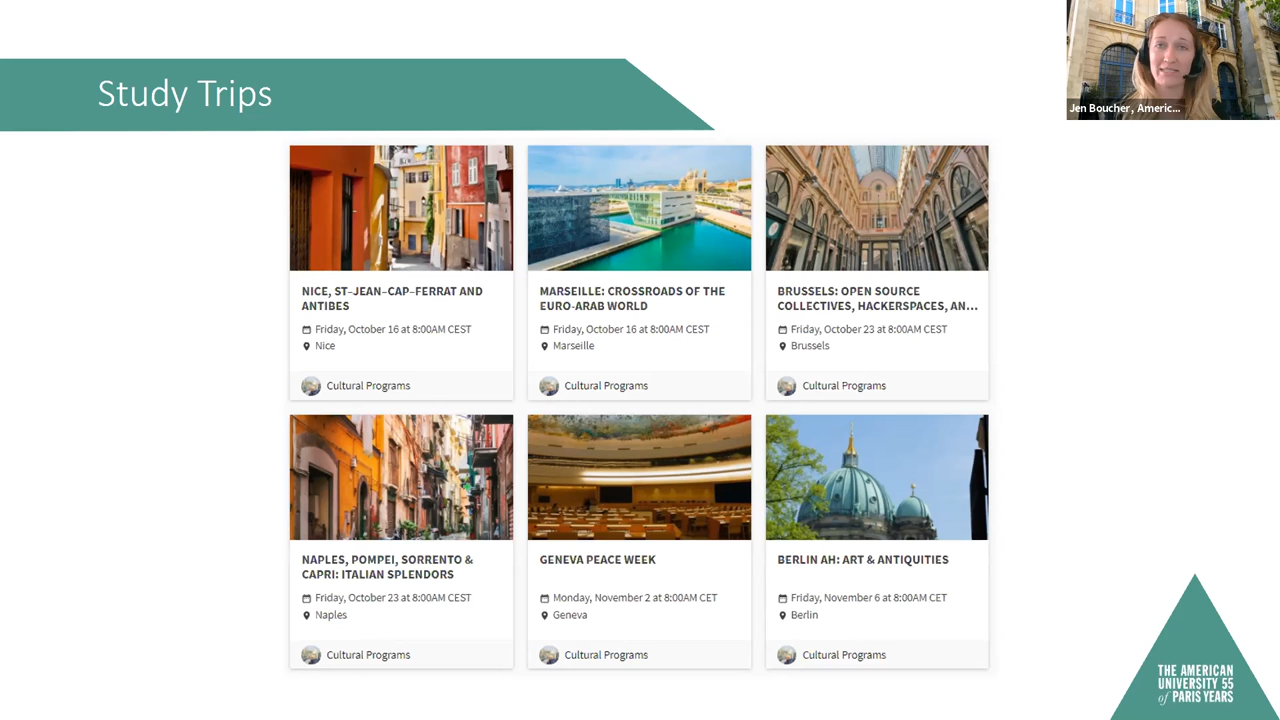 Study Trips
Jen Boucher, Americ...
NICE, ST-JEAN-CAP-FERRAT AND
ANTIBES
Friday, October 16 at 8:00AM CEST
Nice
Cultural Programs
MARSEILLE: CROSSROADS OF THE
EURO-ARAB WORLD
Friday, October 16 at 8:00AM CEST
Marseille
Cultural Programs
BRUSSELS: OPEN SOURCE
COLLECTIVES, HACKERSPACES, AN...
Friday, October 23 at 8:00AM CEST
Brussels
Cultural Programs
NAPLES, POMPEI, SORRENTO &
CAPRI: ITALIAN SPLENDORS
Friday, October 23 at 8:00AM CEST
Naples
Cultural Programs
GENEVA PEACE WEEK
Monday, November 2 at 8:00AM CET
Geneva
Cultural Programs
BERLIN AH: ART & ANTIQUITIES
Friday, November 6 at 8:00AM CET
Berlin
Cultural Programs
THE AMERICAN
UNIVERSITY 55
of PARIS YEARS